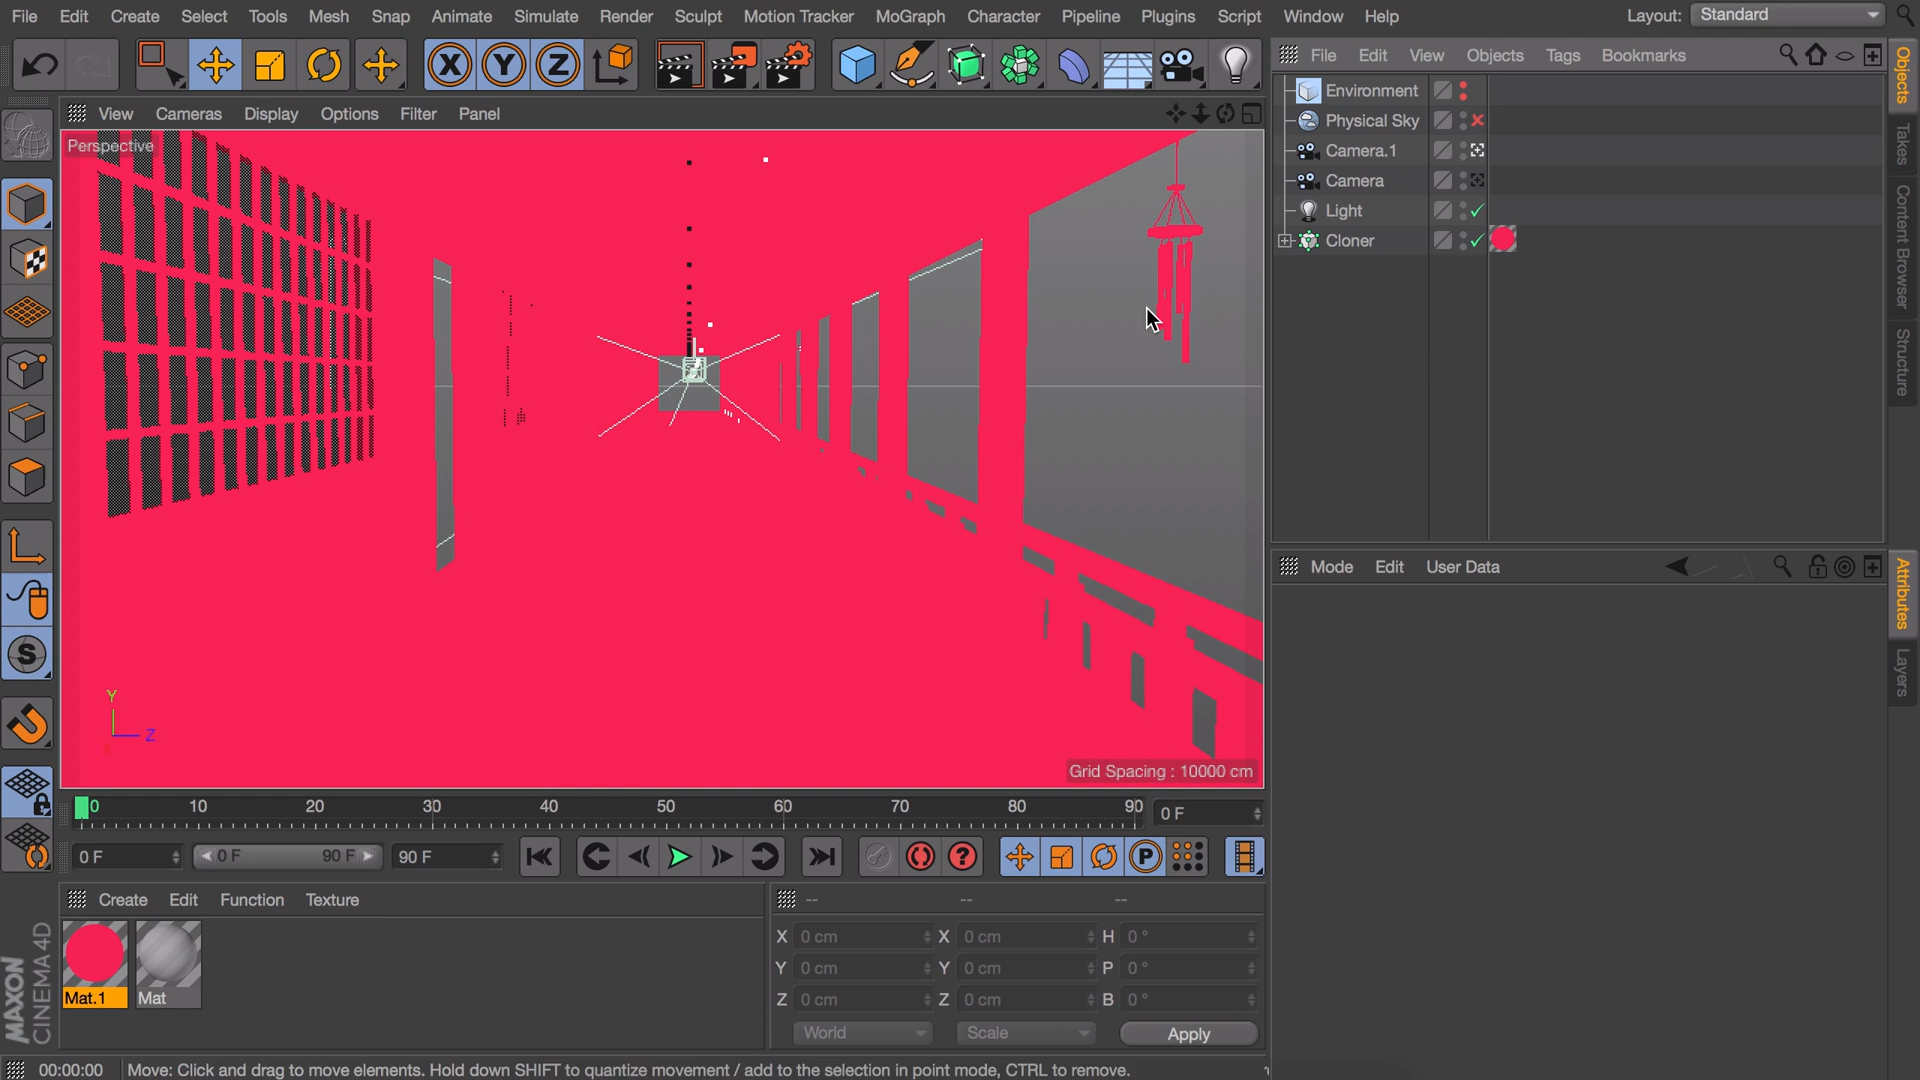 File Edit Create Select Tools Mesh Snap Animate Simulate Render Sculpt Motion Tracker MoGraph Character Pipeline Plugins Script Window Help Layout: Standard
X Y Z
File Edit View Objects Tags Bookmarks
View Cameras Display Options Filter Panel
Perspective
Environment
Physical Sky
Camera.1
Camera
Light
Cloner
Objects
Takes
Content Browser
Structure
Mode Edit User Data
Attributes
Layers
S
Y
Z
X
Grid Spacing : 10000 cm
0 10 20 30 40 50 60 70 80 90 0 F
0 F 0 F 90 F 90 F ? P
Create Edit Function Texture
-- -- --
X 0 cm X 0 cm H 0 °
Y 0 cm Y 0 cm P 0 °
Z 0 cm Z 0 cm B 0 °
World Scale Apply
Mat.1 Mat
MAXON
CINEMA 4D
00:00:00 Move: Click and drag to move elements. Hold down SHIFT to quantize movement / add to the selection in point mode, CTRL to remove.